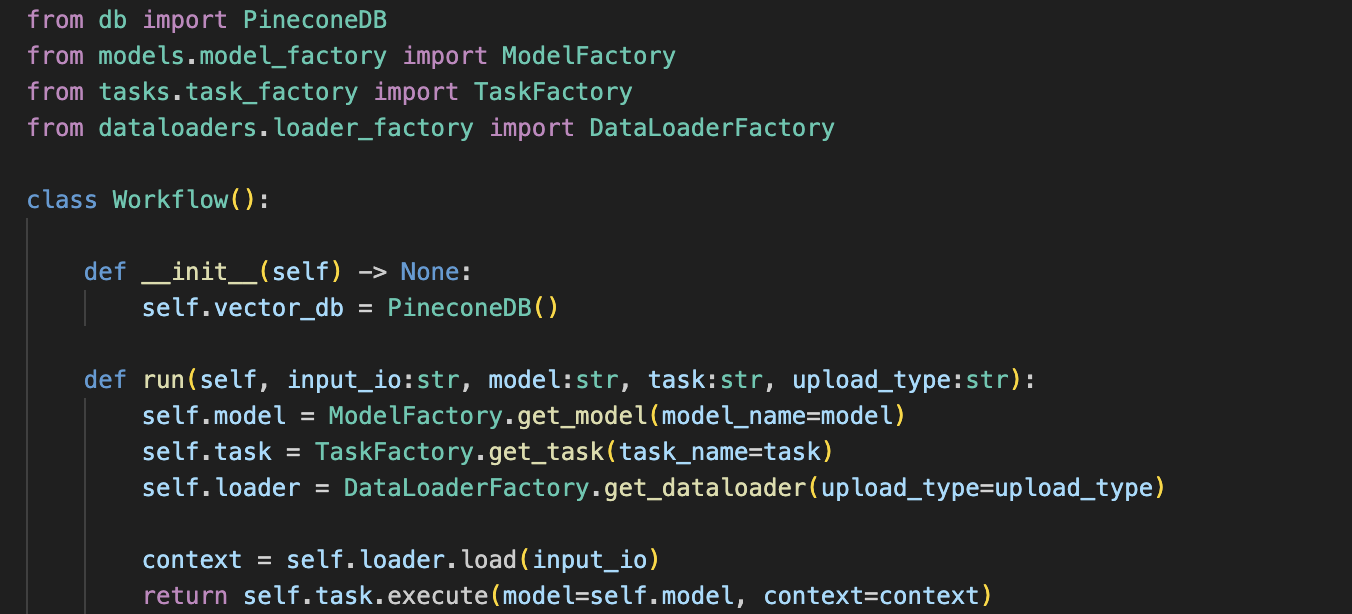 from db import PineconeDB
from models.model_factory import ModelFactory
from tasks.task_factory import TaskFactory
from dataloaders.loader_factory import DataLoaderFactory
class Workflow():
def __init__(self) -> None:
self.vector_db = PineconeDB()
def run(self, input_io:str, model:str, task:str, upload_type:str):
self.model = ModelFactory.get_model(model_name=model)
self.task = TaskFactory.get_task(task_name=task)
self.loader = DataLoaderFactory.get_dataloader(upload_type=upload_type)
context = self.loader.load(input_io)
return self.task.execute(model=self.model, context=context)